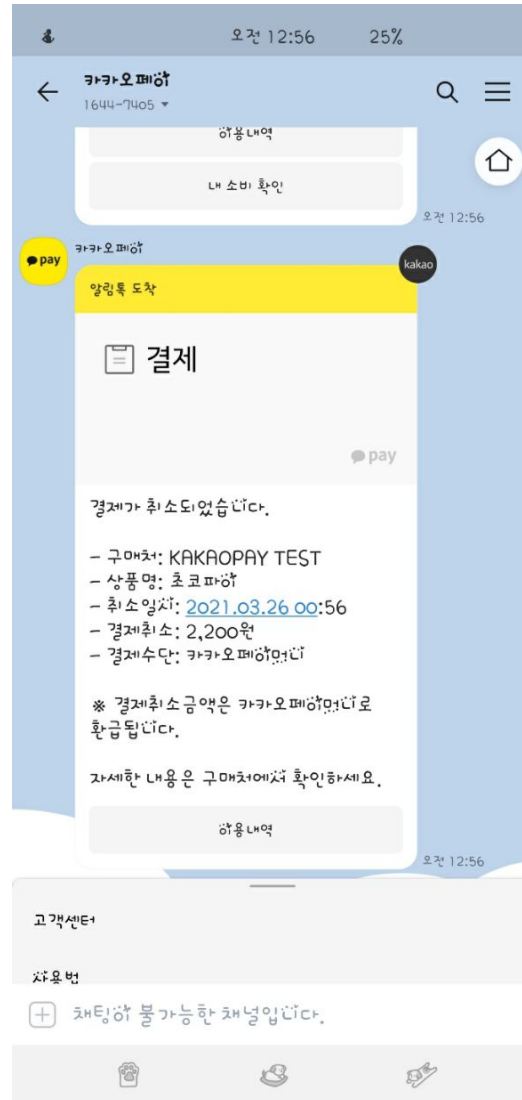 오전 12:56 25%
카카오페이
1644-7405
이용내역
내 소비 확인
오전 12:56
pay
카카오페이
kakao
알림톡 도착
결제
pay
결제가 취소되었습니다.
- 구매처: KAKAOPAY TEST
- 상품명: 초코파이
- 취소일시: 2021.03.26 00:56
- 결제취소: 2,200원
- 결제수단: 카카오페이머니
※ 결제취소금액은 카카오페이머니로
환급됩니다.
자세한 내용은 구매처에서 확인하세요.
이용내역
오전 12:56
고객센터
사용법
채팅이 불가능한 채널입니다.